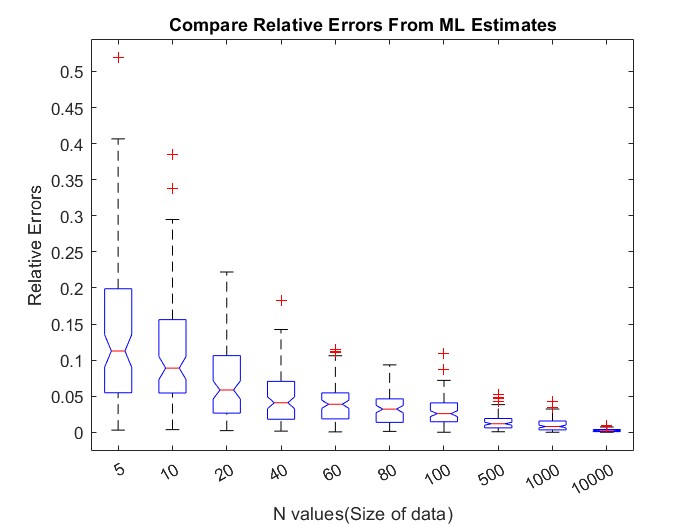 Compare Relative Errors From ML Estimates
Relative Errors
0.5
0.45
0.4
0.35
0.3
0.25
0.2
0.15
0.1
0.05
0
5 10 20 40 60 80 100 500 1000 10000
N values(Size of data)